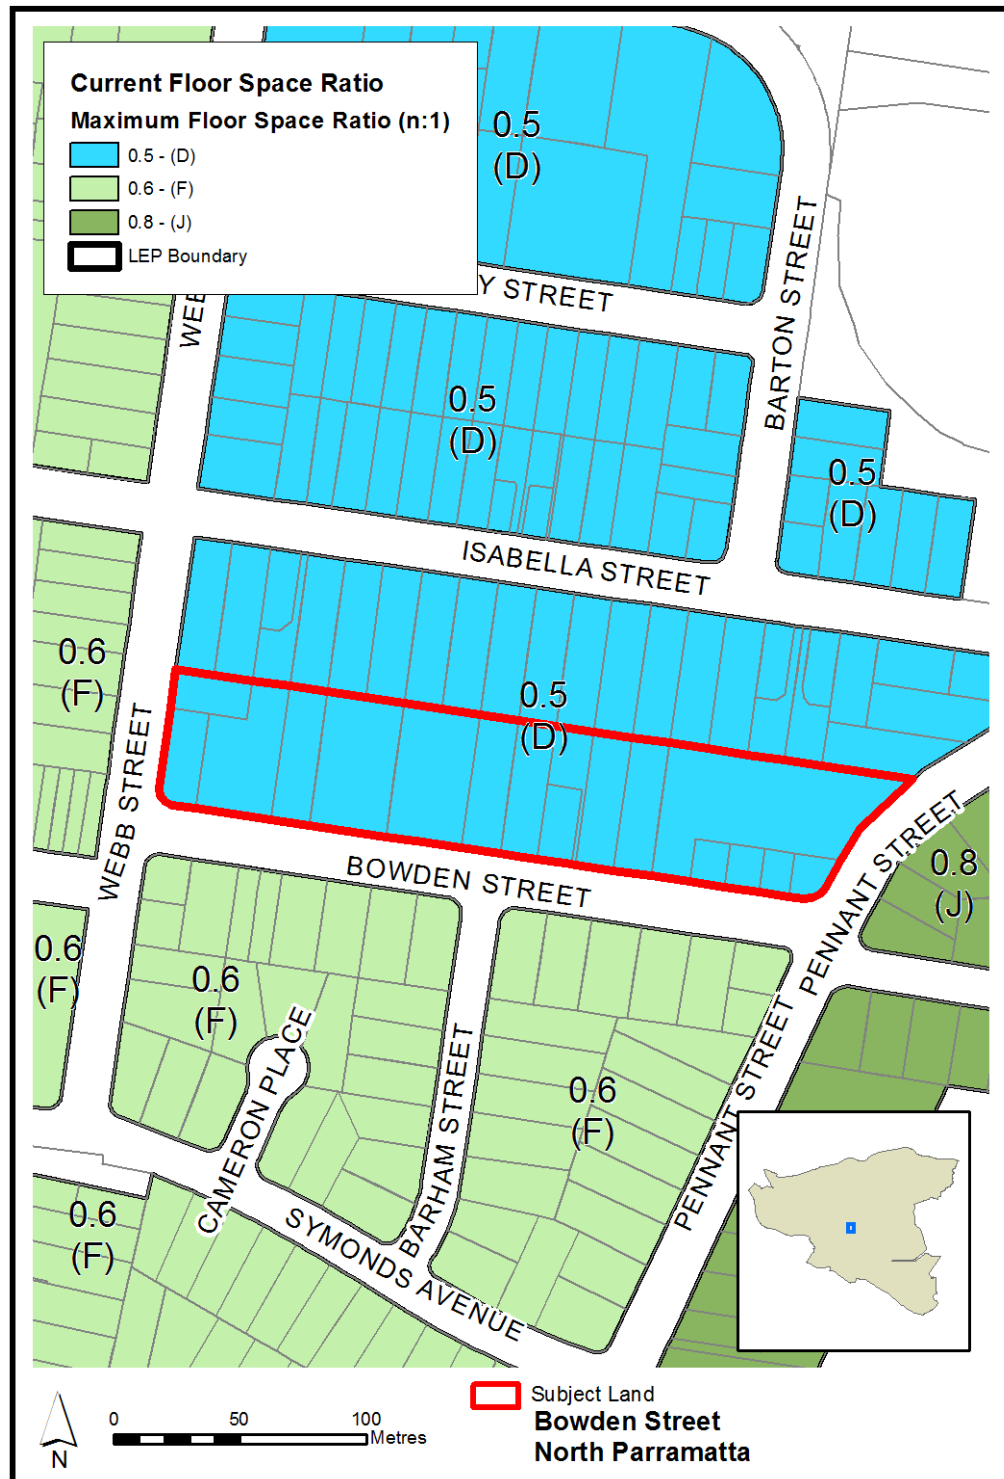 Current Floor Space Ratio
Maximum Floor Space Ratio (n:1)
0.5 - (D)
0.6 - (F)
0.8 - (J)
LEP Boundary
0.5
(D)
Y STREET
BARTON STREET
WEB
0.5
(D)
0.5
(D)
ISABELLA STREET
0.6
(F)
0.5
(D)
WEBB STREET
BOWDEN STREET
PENNANT STREET
0.8
(J)
0.6
(F)
0.6
(F)
CAMERON PLACE
BARHAM STREET
0.6
(F)
PENNANT STREET
0.6
(F)
SYMONDS AVENUE
N
0 50 100
Metres
Subject Land
Bowden Street
North Parramatta